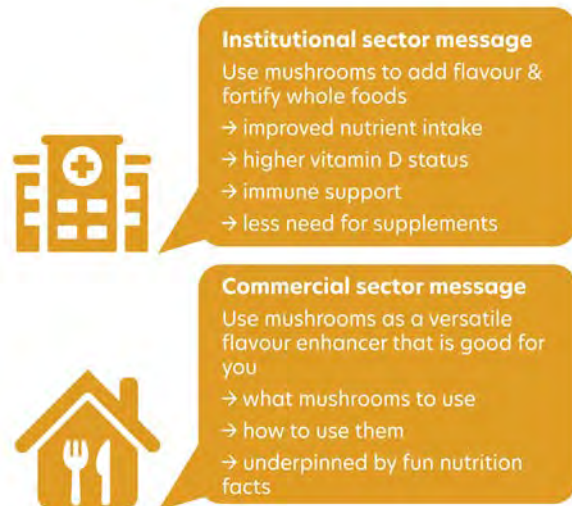 Institutional sector message
Use mushrooms to add flavour &
fortify whole foods
→ improved nutrient intake
→ higher vitamin D status
→ immune support
→ less need for supplements
Commercial sector message
Use mushrooms as a versatile
flavour enhancer that is good for
you
→ what mushrooms to use
→ how to use them
→ underpinned by fun nutrition
facts